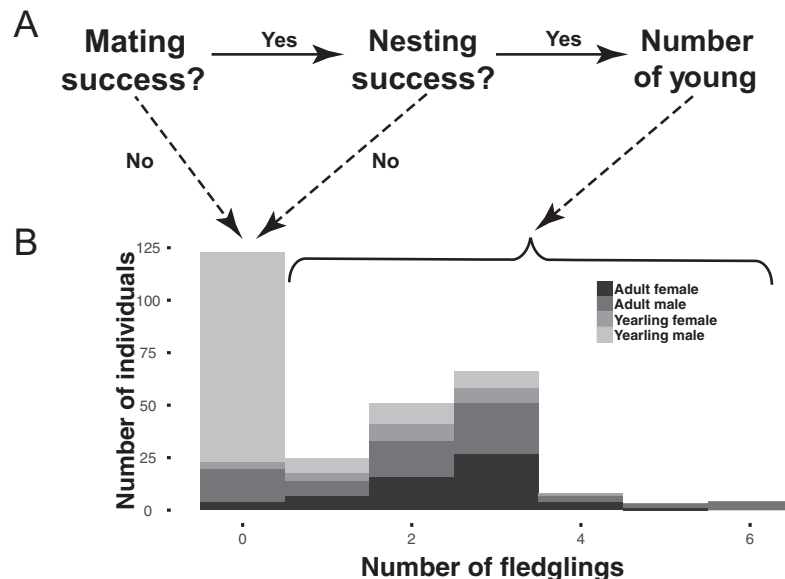 A
Mating
success?
Yes
Nesting
success?
Yes
Number
of young
No
No
B
Number of individuals
125
100
75
50
25
0
Adult female
Adult male
Yearling female
Yearling male
0
2
4
6
Number of fledglings